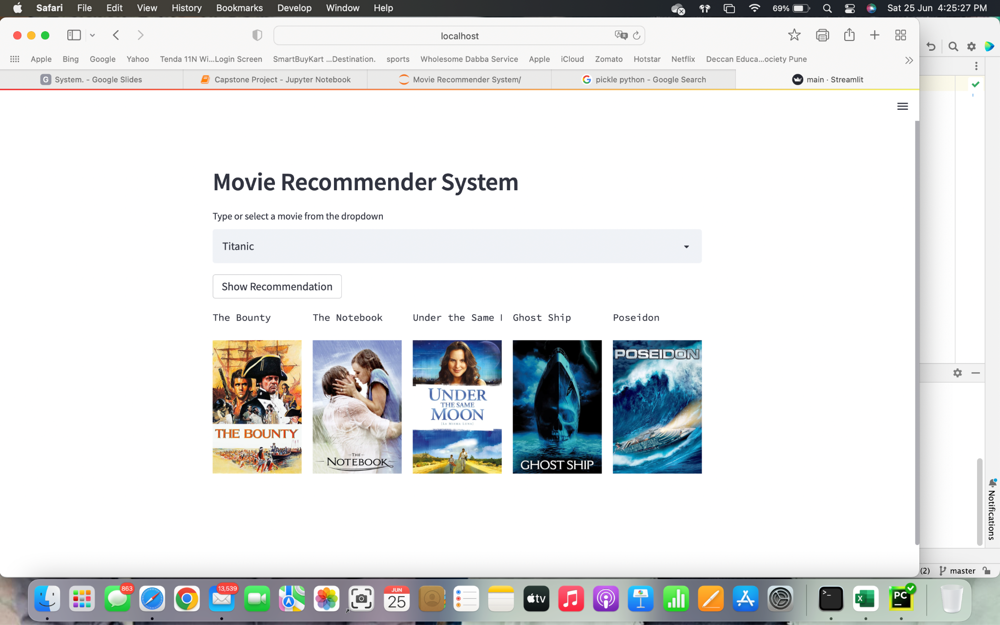 Safari File Edit View History Bookmarks Develop Window Help 69% Sat 25 Jun 4:25:27 PM
localhost
Apple Bing Google Yahoo Tenda 11N Wi...Login Screen SmartBuyKart ...Destination. sports Wholesome Dabba Service Apple iCloud Zomato Hotstar Netflix Deccan Educa...ociety Pune
G System. - Google Slides Capstone Project - Jupyter Notebook Movie Recommender System/ pickle python - Google Search main · Streamlit
Movie Recommender System
Type or select a movie from the dropdown
Titanic
Show Recommendation
The Bounty The Notebook Under the Same Ghost Ship Poseidon
THE BOUNTY
THE
NOTEBOOK
UNDER
THE SAME
MOON
(LA MISMA LUNA)
GHOST SHIP
POSEIDON
Notifications
(2) master
863
13,539
JUN
25
tv
>_
X
PC